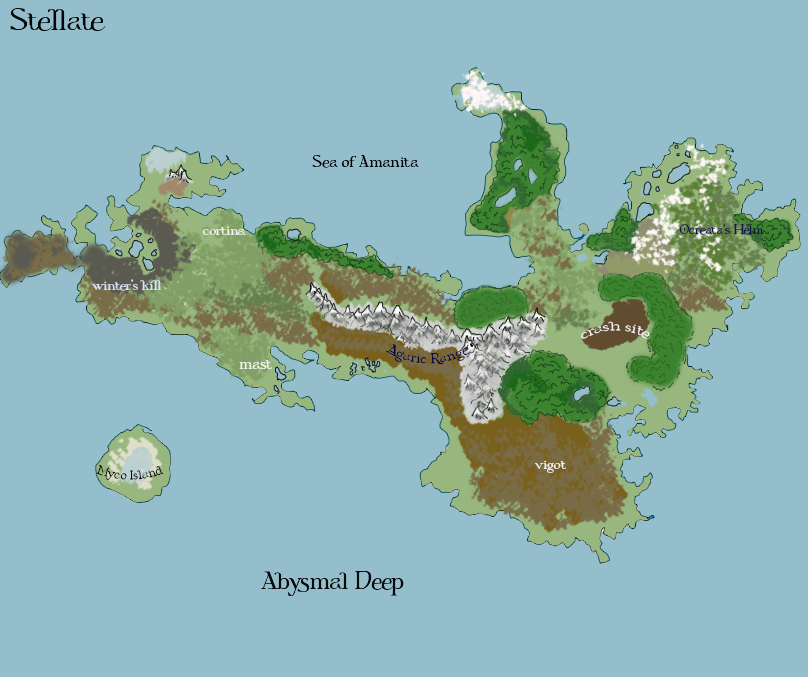 Stellate
Sea of Amanita
cortina
Ocreata's Helm
winter's kill
crash site
Agaric Range
mast
vigot
Myco Island
Abysmal Deep